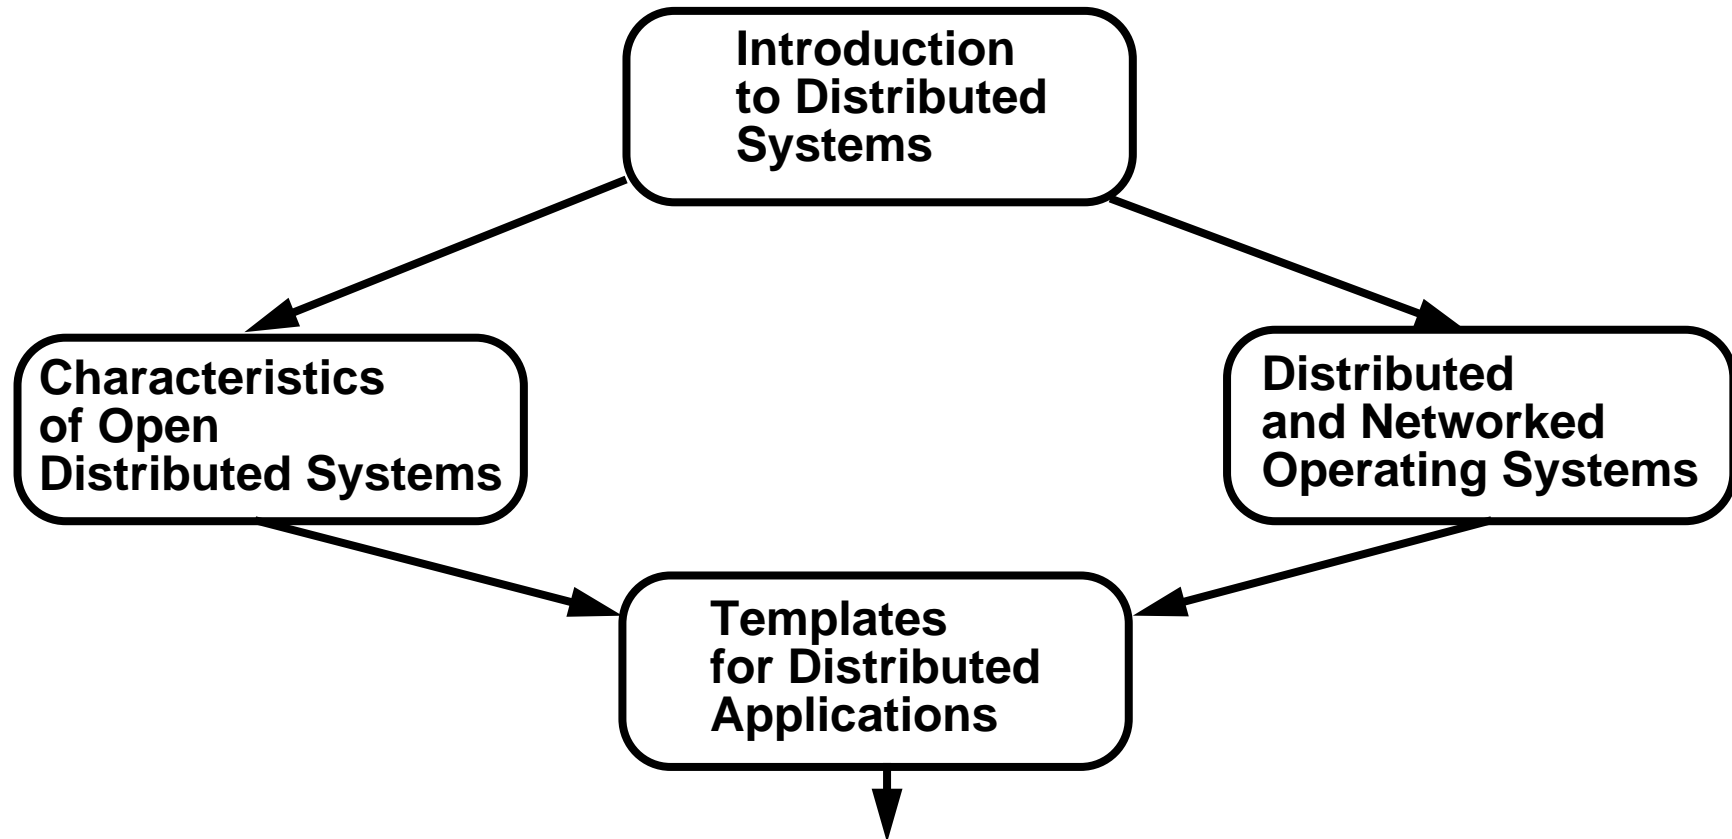 Introduction
to Distributed
Systems
Characteristics
of Open
Distributed Systems
Distributed
and Networked
Operating Systems
Templates
for Distributed
Applications